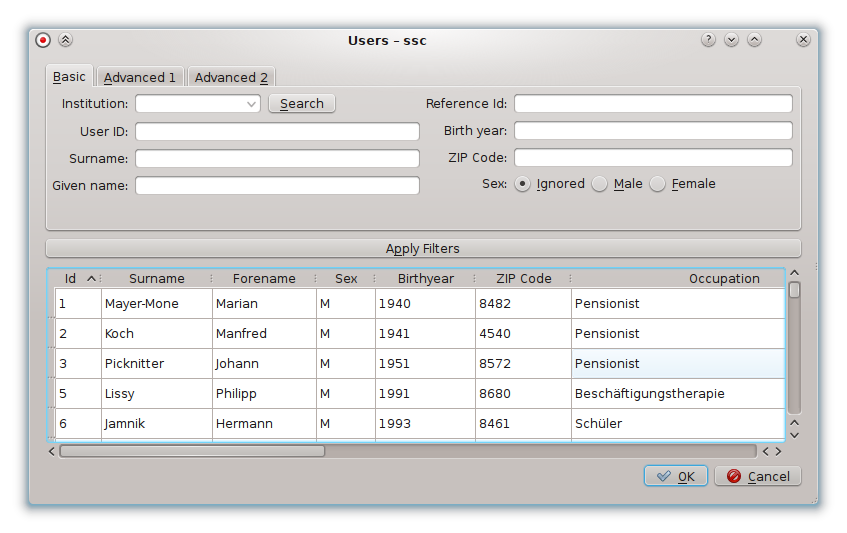 Users – ssc
Basic Advanced 1 Advanced 2
Institution: Search Reference Id:
User ID: Birth year:
Surname: ZIP Code:
Given name: Sex: Ignored Male Female
Apply Filters
Id Surname Forename Sex Birthyear ZIP Code Occupation
1 Mayer-Mone Marian M 1940 8482 Pensionist
2 Koch Manfred M 1941 4540 Pensionist
3 Picknitter Johann M 1951 8572 Pensionist
5 Lissy Philipp M 1991 8680 Beschäftigungstherapie
6 Jamnik Hermann M 1993 8461 Schüler
OK Cancel